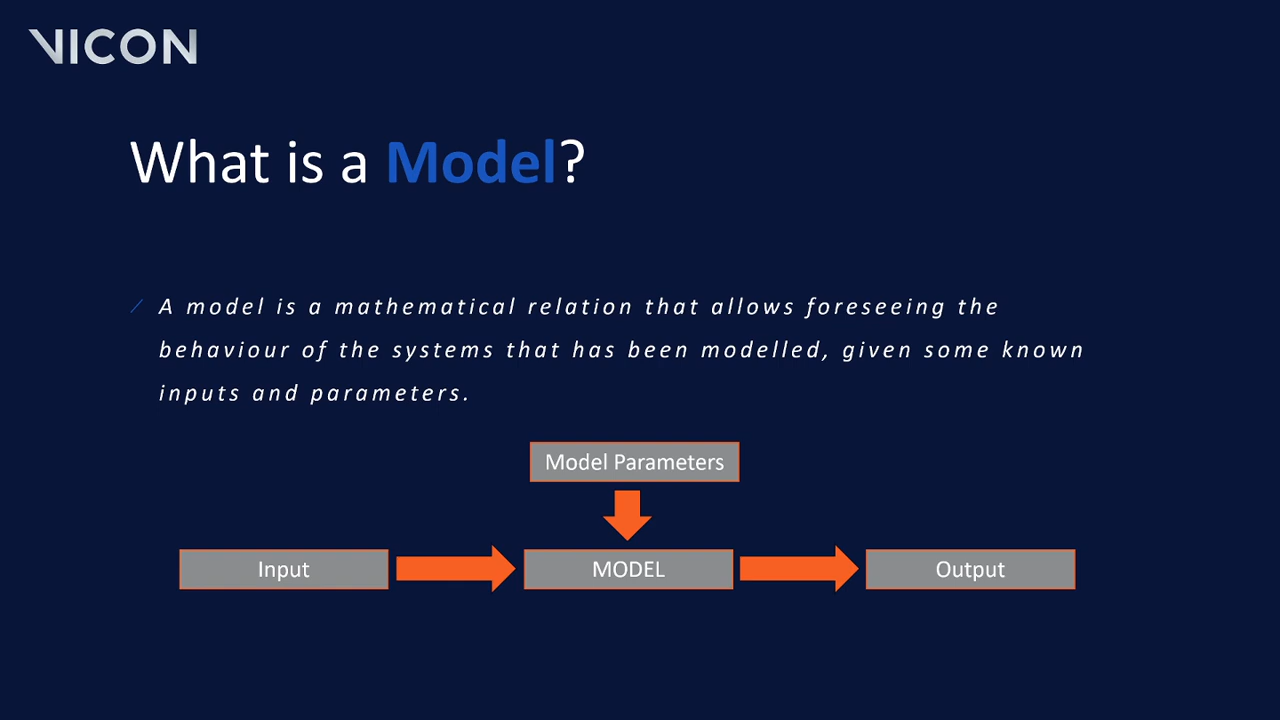 VICON
What is a Model?
A model is a mathematical relation that allows foreseeing the
behaviour of the systems that has been modelled, given some known
inputs and parameters.
Model Parameters
Input
MODEL
Output